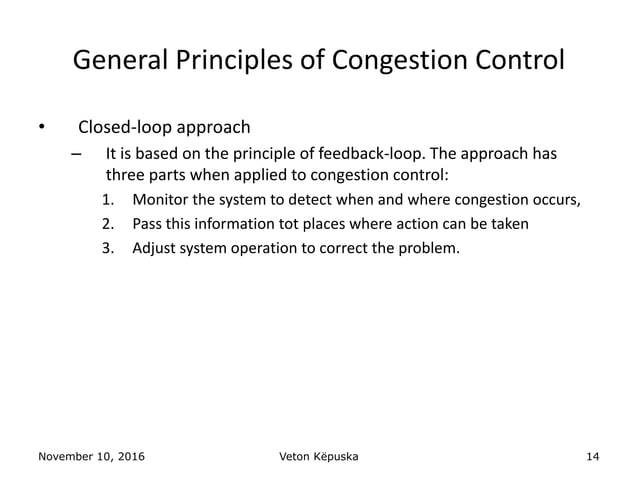 General Principles of Congestion Control
• Closed-loop approach
– It is based on the principle of feedback-loop. The approach has
three parts when applied to congestion control:
1. Monitor the system to detect when and where congestion occurs,
2. Pass this information tot places where action can be taken
3. Adjust system operation to correct the problem.
November 10, 2016 Veton Këpuska 14